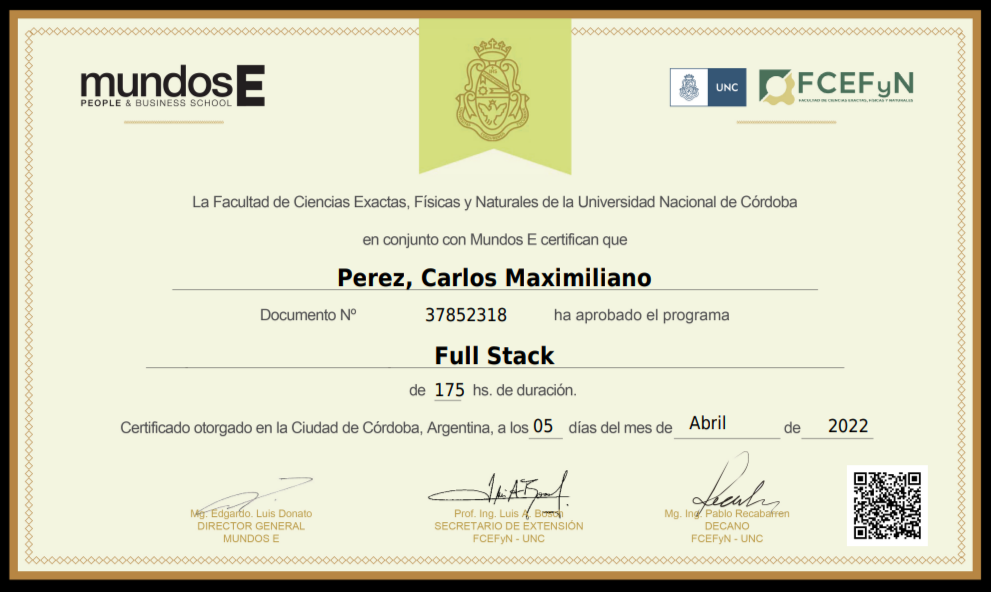 mundosE
PEOPLE & BUSINESS SCHOOL
UNC
FCEFyN
FACULTAD DE CIENCIAS EXACTAS, FÍSICAS Y NATURALES
La Facultad de Ciencias Exactas, Físicas y Naturales de la Universidad Nacional de Córdoba
en conjunto con Mundos E certifican que
Perez, Carlos Maximiliano
Documento Nº 37852318 ha aprobado el programa
Full Stack
de 175 hs. de duración.
Certificado otorgado en la Ciudad de Córdoba, Argentina, a los 05 días del mes de Abril de 2022
Mg. Edgardo. Luis Donato
DIRECTOR GENERAL
MUNDOS E
Prof. Ing. Luis A. Bosch
SECRETARIO DE EXTENSIÓN
FCEFyN - UNC
Mg. Ing. Pablo Recabarren
DECANO
FCEFyN - UNC